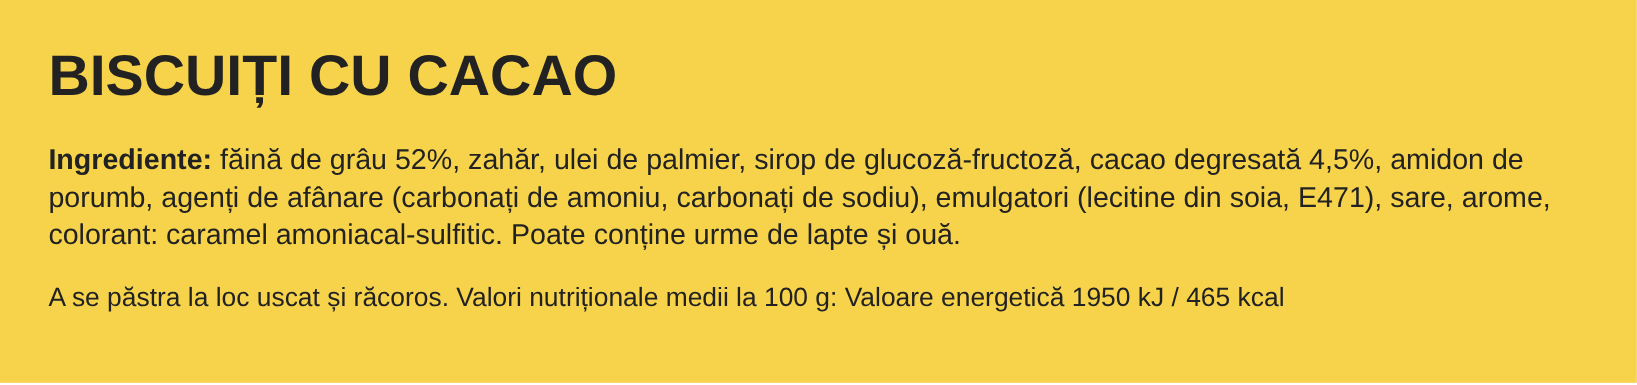 BISCUIȚI CU CACAO
Ingrediente: făină de grâu 52%, zahăr, ulei de palmier, sirop de glucoză-fructoză, cacao degresată 4,5%, amidon de
porumb, agenți de afânare (carbonați de amoniu, carbonați de sodiu), emulgatori (lecitine din soia, E471), sare, arome,
colorant: caramel amoniacal-sulfitic. Poate conține urme de lapte și ouă.
A se păstra la loc uscat și răcoros. Valori nutriționale medii la 100 g: Valoare energetică 1950 kJ / 465 kcal